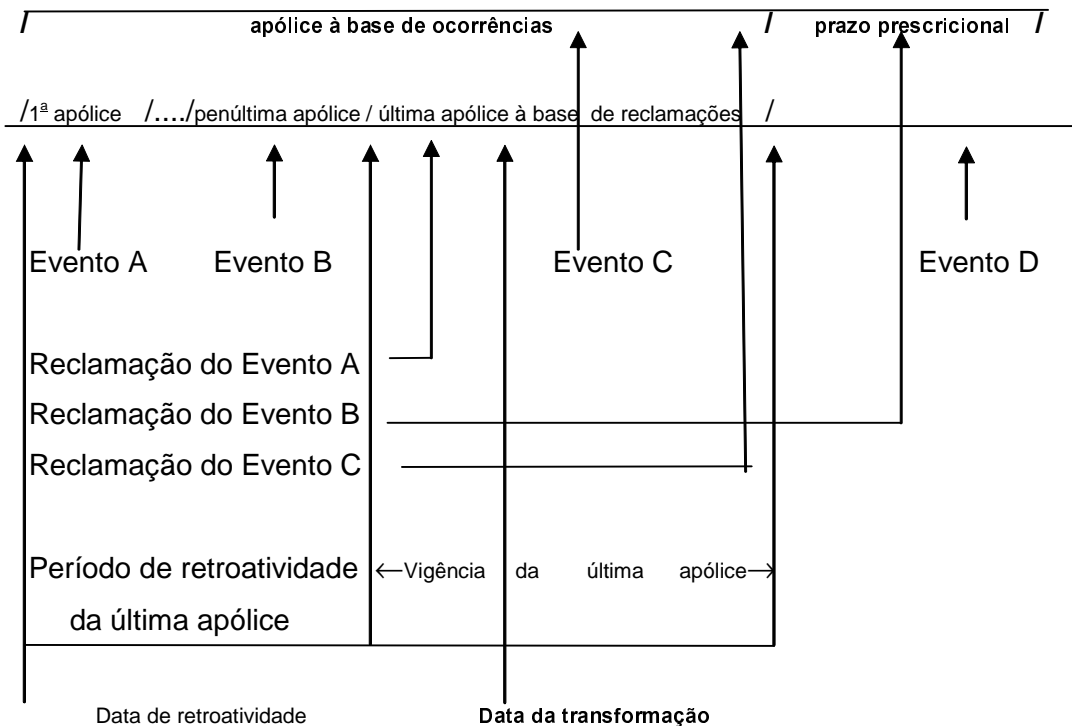 / apólice à base de ocorrências / prazo prescricional /
/1ª apólice /..../penúltima apólice / última apólice à base de reclamações /
Evento A Evento B Evento C Evento D
Reclamação do Evento A
Reclamação do Evento B
Reclamação do Evento C
Período de retroatividade ←Vigência da última apólice→
da última apólice
Data de retroatividade Data da transformação